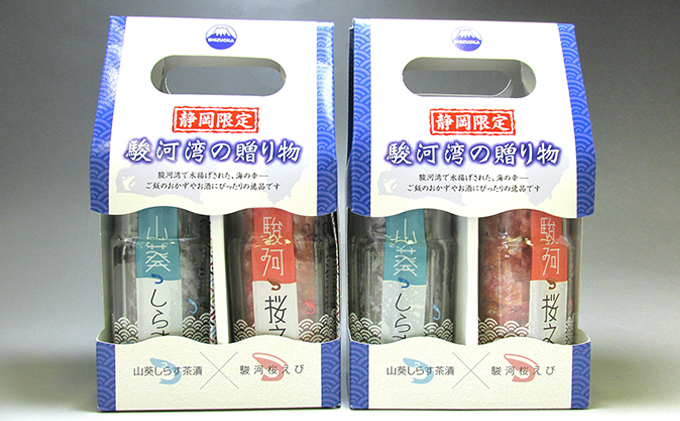 SHIZUOKA
静岡限定
駿河湾の贈り物
駿河湾で水揚げされた、海の幸―
ご飯のおかずやお酒にぴったりの逸品です
山葵しらす
駿河桜え
山葵しらす茶漬
駿河桜えび
SHIZUOKA
静岡限定
駿河湾の贈り物
駿河湾で水揚げされた、海の幸―
ご飯のおかずやお酒にぴったりの逸品です
山葵しらす
駿河桜え
山葵しらす茶漬
駿河桜えび